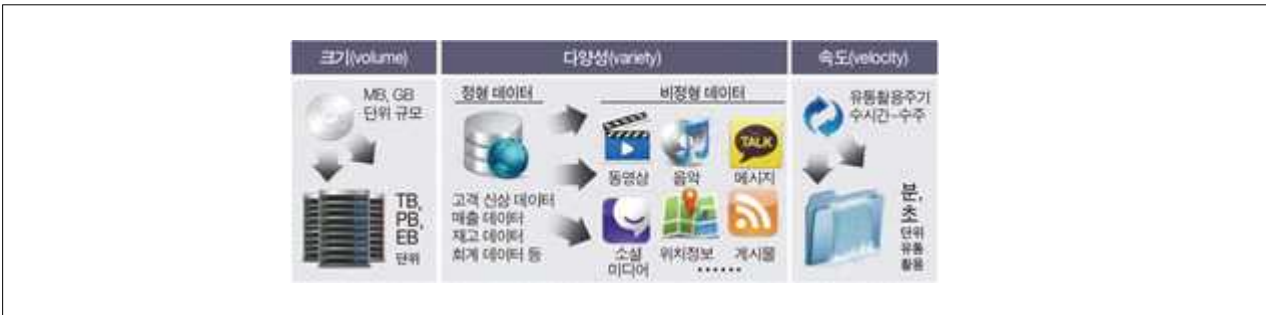 크기(volume)
MB, GB
단위 규모
TB,
PB,
EB
단위
다양성(variety)
정형 데이터
비정형 데이터
고객 신상 데이터
매출 데이터
재고 데이터
회계 데이터 등
동영상
음악
TALK
메시지
소셜
미디어
위치정보
게시물
······
속도(velocity)
유통활용주기
수시간~수주
분,
초
단위
유통
활용